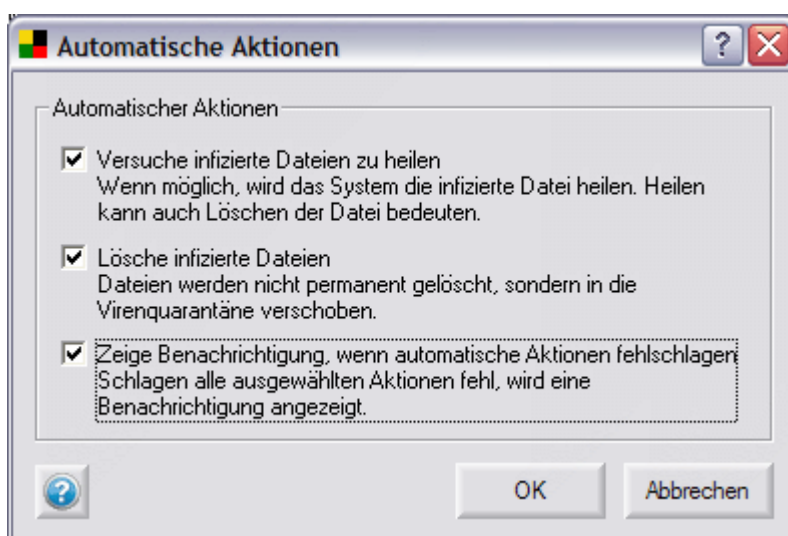 Automatische Aktionen
Automatischer Aktionen
Versuche infizierte Dateien zu heilen
Wenn möglich, wird das System die infizierte Datei heilen. Heilen
kann auch Löschen der Datei bedeuten.
Lösche infizierte Dateien
Dateien werden nicht permanent gelöscht, sondern in die
Virenquarantäne verschoben.
Zeige Benachrichtigung, wenn automatische Aktionen fehlschlagen
Schlagen alle ausgewählten Aktionen fehl, wird eine
Benachrichtigung angezeigt.
OK
Abbrechen